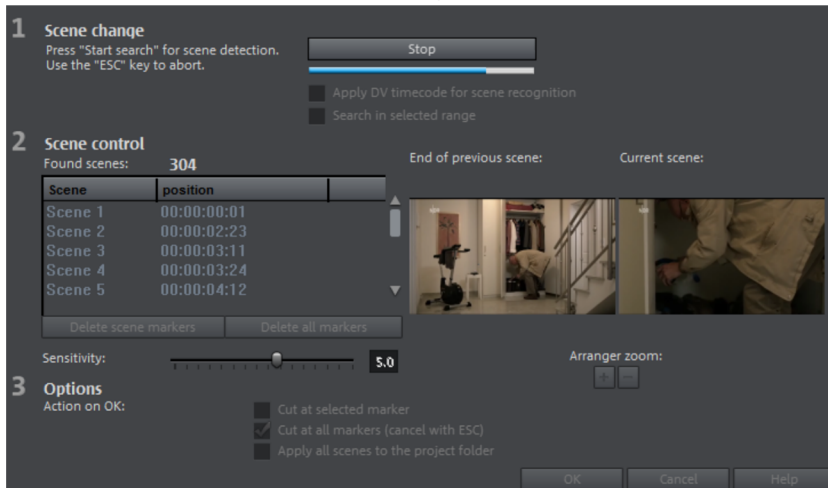 1 Scene change
Press "Start search" for scene detection.
Use the "ESC" key to abort.
Stop
Apply DV timecode for scene recognition
Search in selected range
2 Scene control
Found scenes: 304
End of previous scene:
Current scene:
Scene position
Scene 1 00:00:00:01
Scene 2 00:00:02:23
Scene 3 00:00:03:11
Scene 4 00:00:03:24
Scene 5 00:00:04:12
Delete scene markers
Delete all markers
Sensitivity: 5.0
Arranger zoom:
+ −
3 Options
Action on OK:
Cut at selected marker
Cut at all markers (cancel with ESC)
Apply all scenes to the project folder
OK Cancel Help